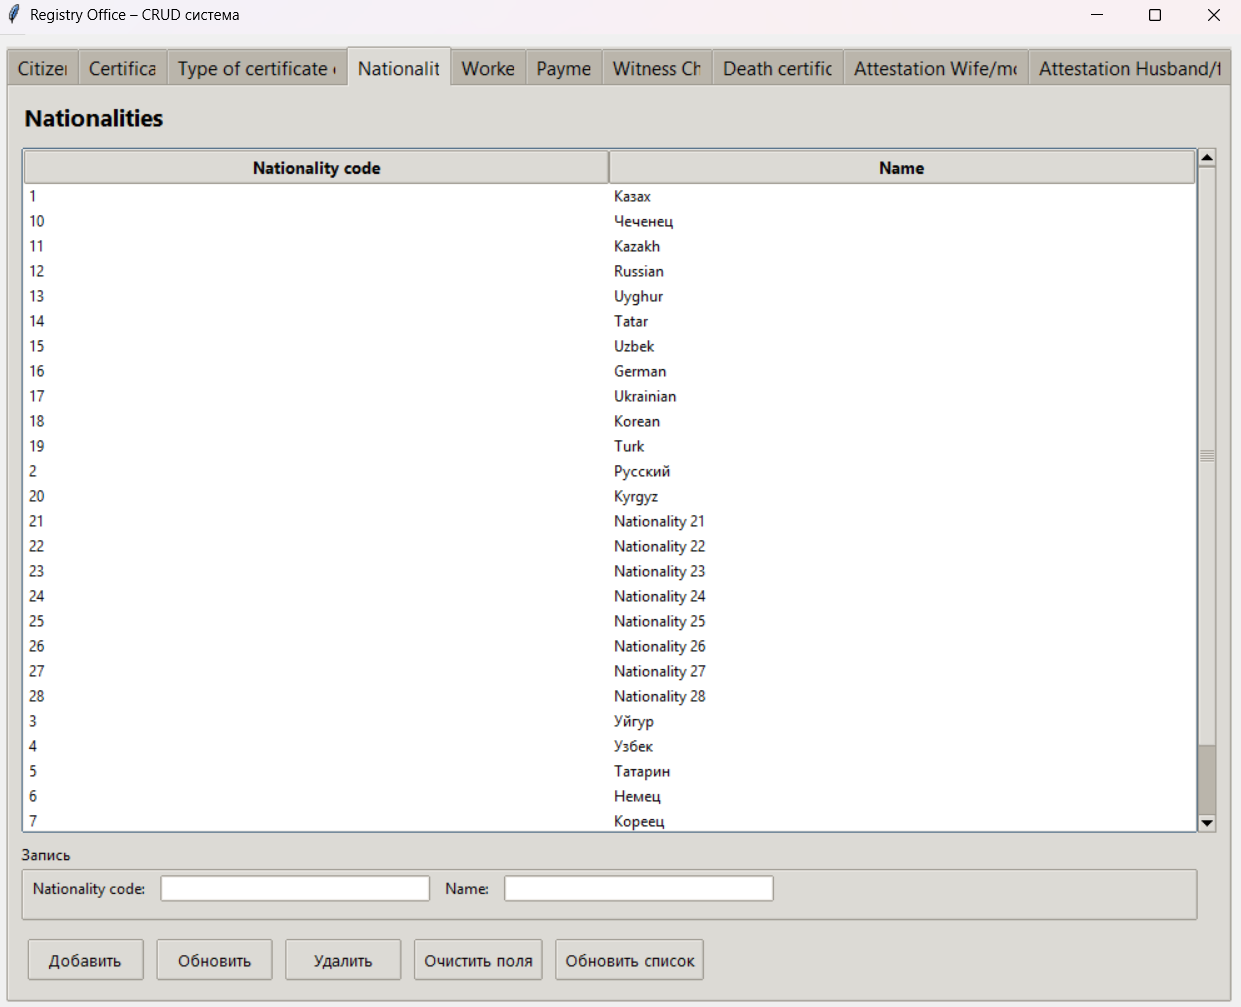 Registry Office – CRUD система
Citizer Certifica Type of certificate Nationalit Worke Payme Witness Ch Death certific Attestation Wife/mo Attestation Husband/f
Nationalities
Nationality code Name
1 Казах
10 Чеченец
11 Kazakh
12 Russian
13 Uyghur
14 Tatar
15 Uzbek
16 German
17 Ukrainian
18 Korean
19 Turk
2 Русский
20 Kyrgyz
21 Nationality 21
22 Nationality 22
23 Nationality 23
24 Nationality 24
25 Nationality 25
26 Nationality 26
27 Nationality 27
28 Nationality 28
3 Уйгур
4 Узбек
5 Татарин
6 Немец
7 Кореец
Запись
Nationality code: Name:
Добавить Обновить Удалить Очистить поля Обновить список